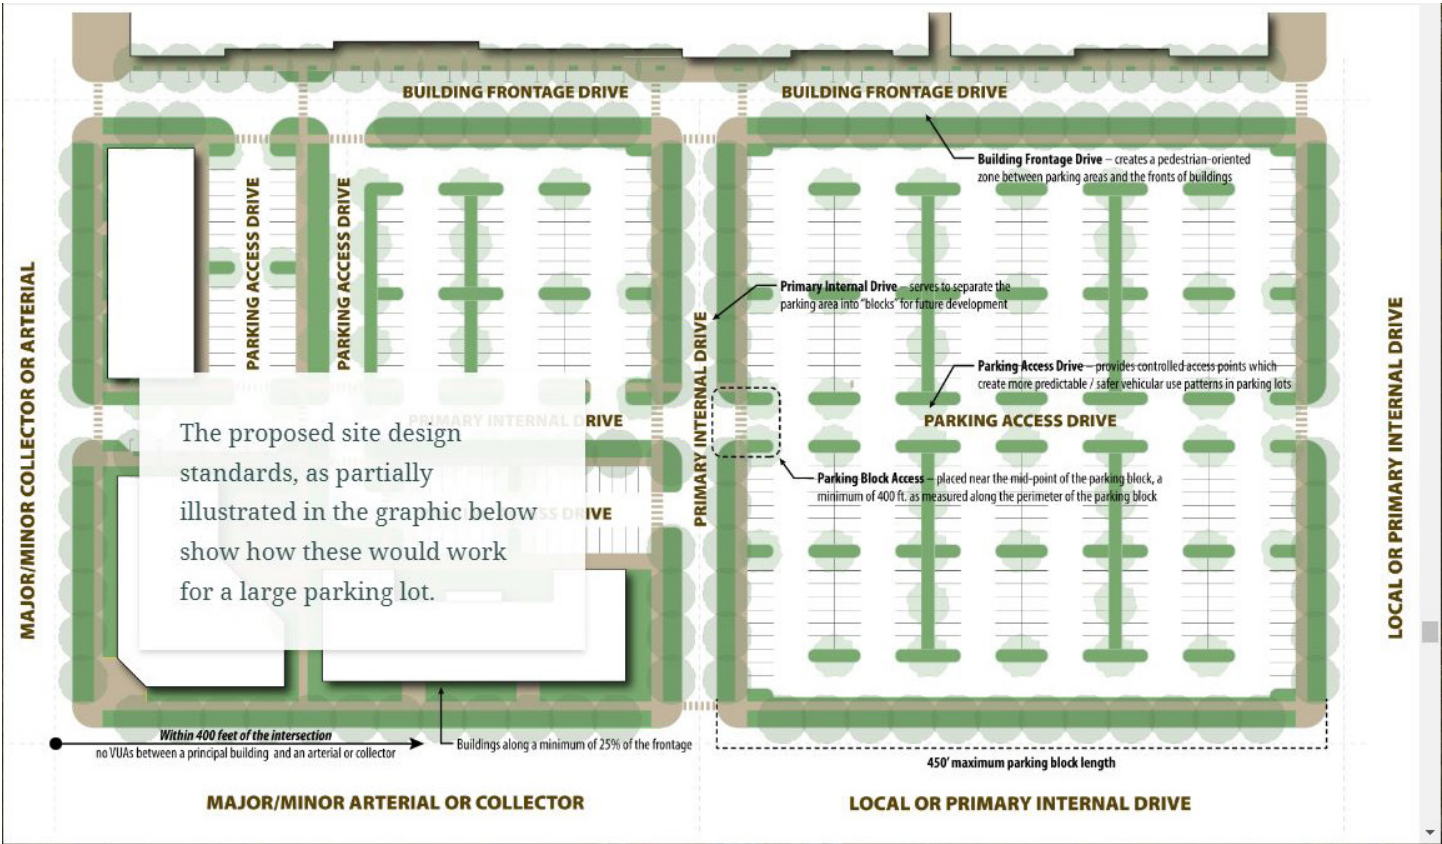 BUILDING FRONTAGE DRIVE
BUILDING FRONTAGE DRIVE
Building Frontage Drive – creates a pedestrian-oriented
zone between parking areas and the fronts of buildings
PARKING ACCESS DRIVE
PARKING ACCESS DRIVE
MAJOR/MINOR COLLECTOR OR ARTERIAL
Primary Internal Drive – serves to separate the
parking area into "blocks" for future development
PRIMARY INTERNAL DRIVE
LOCAL OR PRIMARY INTERNAL DRIVE
Parking Access Drive – provides controlled access points which
create more predictable / safer vehicular use patterns in parking lots
PRIMARY INTERNAL DRIVE
PARKING ACCESS DRIVE
The proposed site design
standards, as partially
illustrated in the graphic below
show how these would work
for a large parking lot.
Parking Block Access – placed near the mid-point of the parking block, a
minimum of 400 ft. as measured along the perimeter of the parking block
ESS DRIVE
Within 400 feet of the intersection
no VUAs between a principal building and an arterial or collector
Buildings along a minimum of 25% of the frontage
450' maximum parking block length
MAJOR/MINOR ARTERIAL OR COLLECTOR
LOCAL OR PRIMARY INTERNAL DRIVE